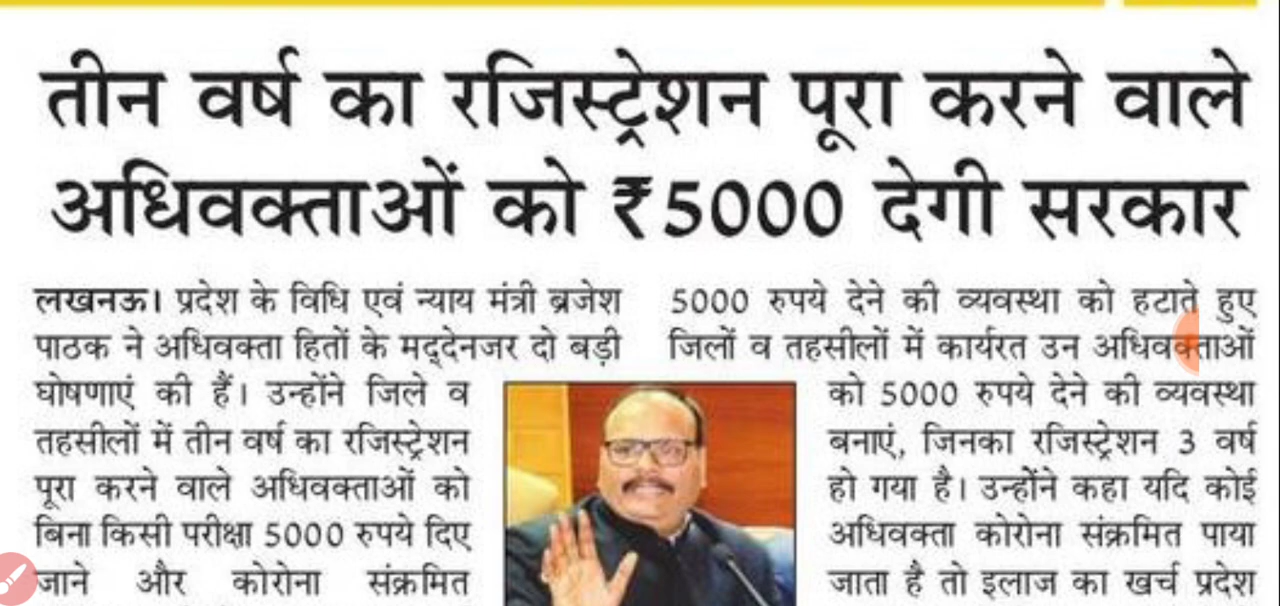 तीन वर्ष का रजिस्ट्रेशन पूरा करने वाले
अधिवक्ताओं को ₹5000 देगी सरकार
लखनऊ। प्रदेश के विधि एवं न्याय मंत्री ब्रजेश
पाठक ने अधिवक्ता हितों के मद्देनजर दो बड़ी
घोषणाएं की हैं। उन्होंने जिले व
तहसीलों में तीन वर्ष का रजिस्ट्रेशन
पूरा करने वाले अधिवक्ताओं को
बिना किसी परीक्षा 5000 रुपये दिए
जाने और कोरोना संक्रमित
5000 रुपये देने की व्यवस्था को हटाते हुए
जिलों व तहसीलों में कार्यरत उन अधिवक्ताओं
को 5000 रुपये देने की व्यवस्था
बनाएं, जिनका रजिस्ट्रेशन 3 वर्ष
हो गया है। उन्होंने कहा यदि कोई
अधिवक्ता कोरोना संक्रमित पाया
जाता है तो इलाज का खर्च प्रदेश